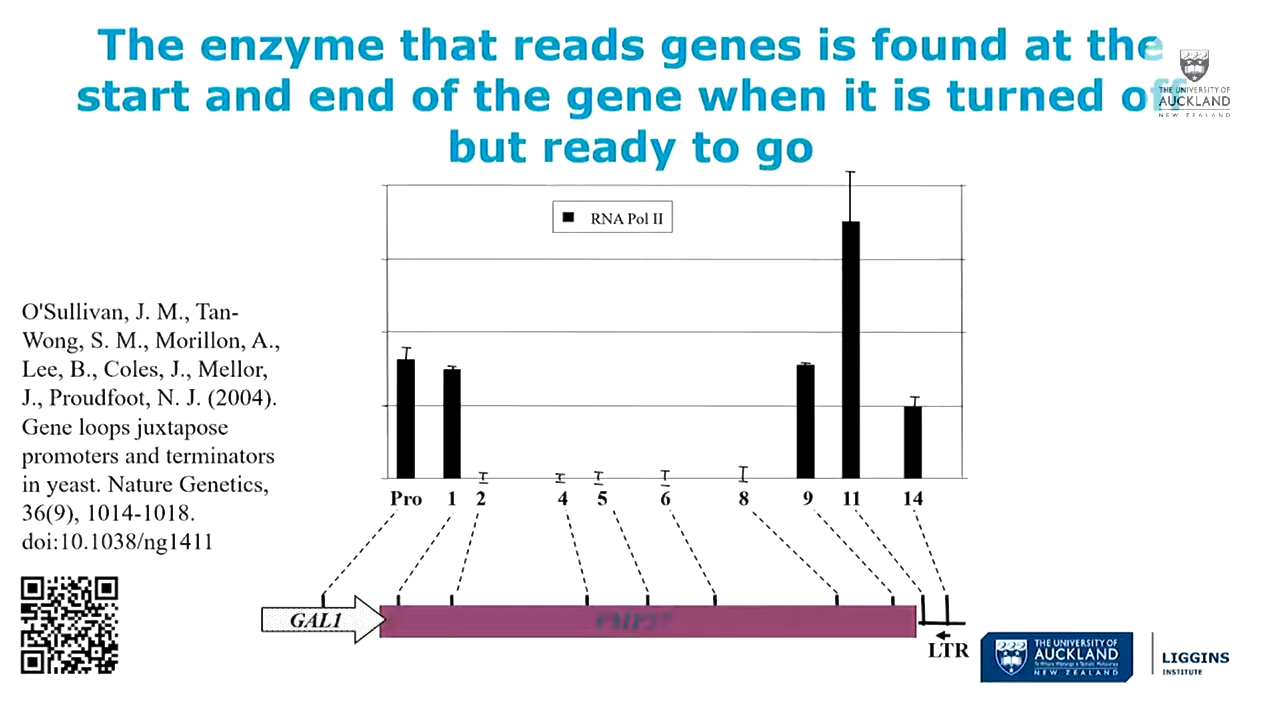 The enzyme that reads genes is found at the
start and end of the gene when it is turned off
but ready to go
THE UNIVERSITY OF
AUCKLAND
NEW ZEALAND
RNA Pol II
O'Sullivan, J. M., Tan-
Wong, S. M., Morillon, A.,
Lee, B., Coles, J., Mellor,
J., Proudfoot, N. J. (2004).
Gene loops juxtapose
promoters and terminators
in yeast. Nature Genetics,
36(9), 1014-1018.
doi:10.1038/ng1411
Pro 1 2 4 5 6 8 9 11 14
GAL1
LTR
THE UNIVERSITY OF
AUCKLAND
NEW ZEALAND
LIGGINS
INSTITUTE